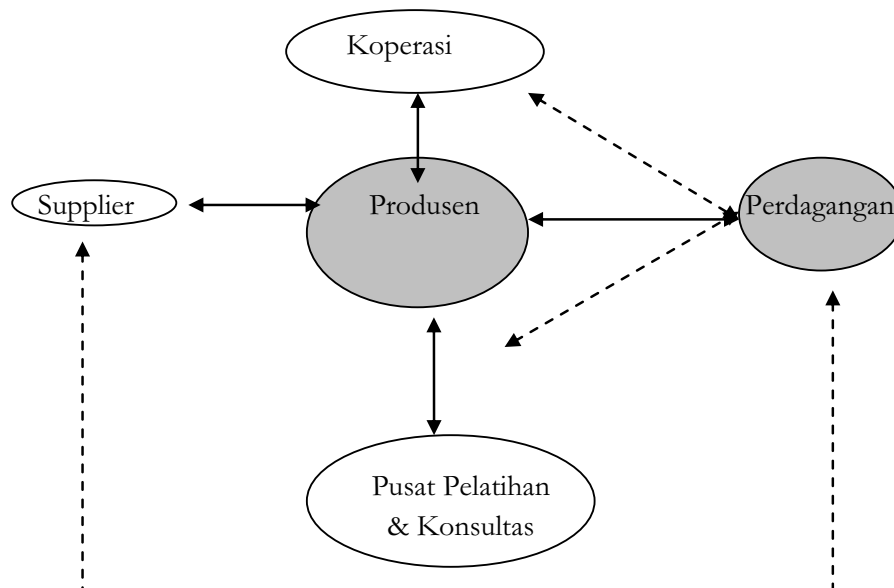 Koperasi
Supplier
Produsen
Perdagangan
Pusat Pelatihan
& Konsultas